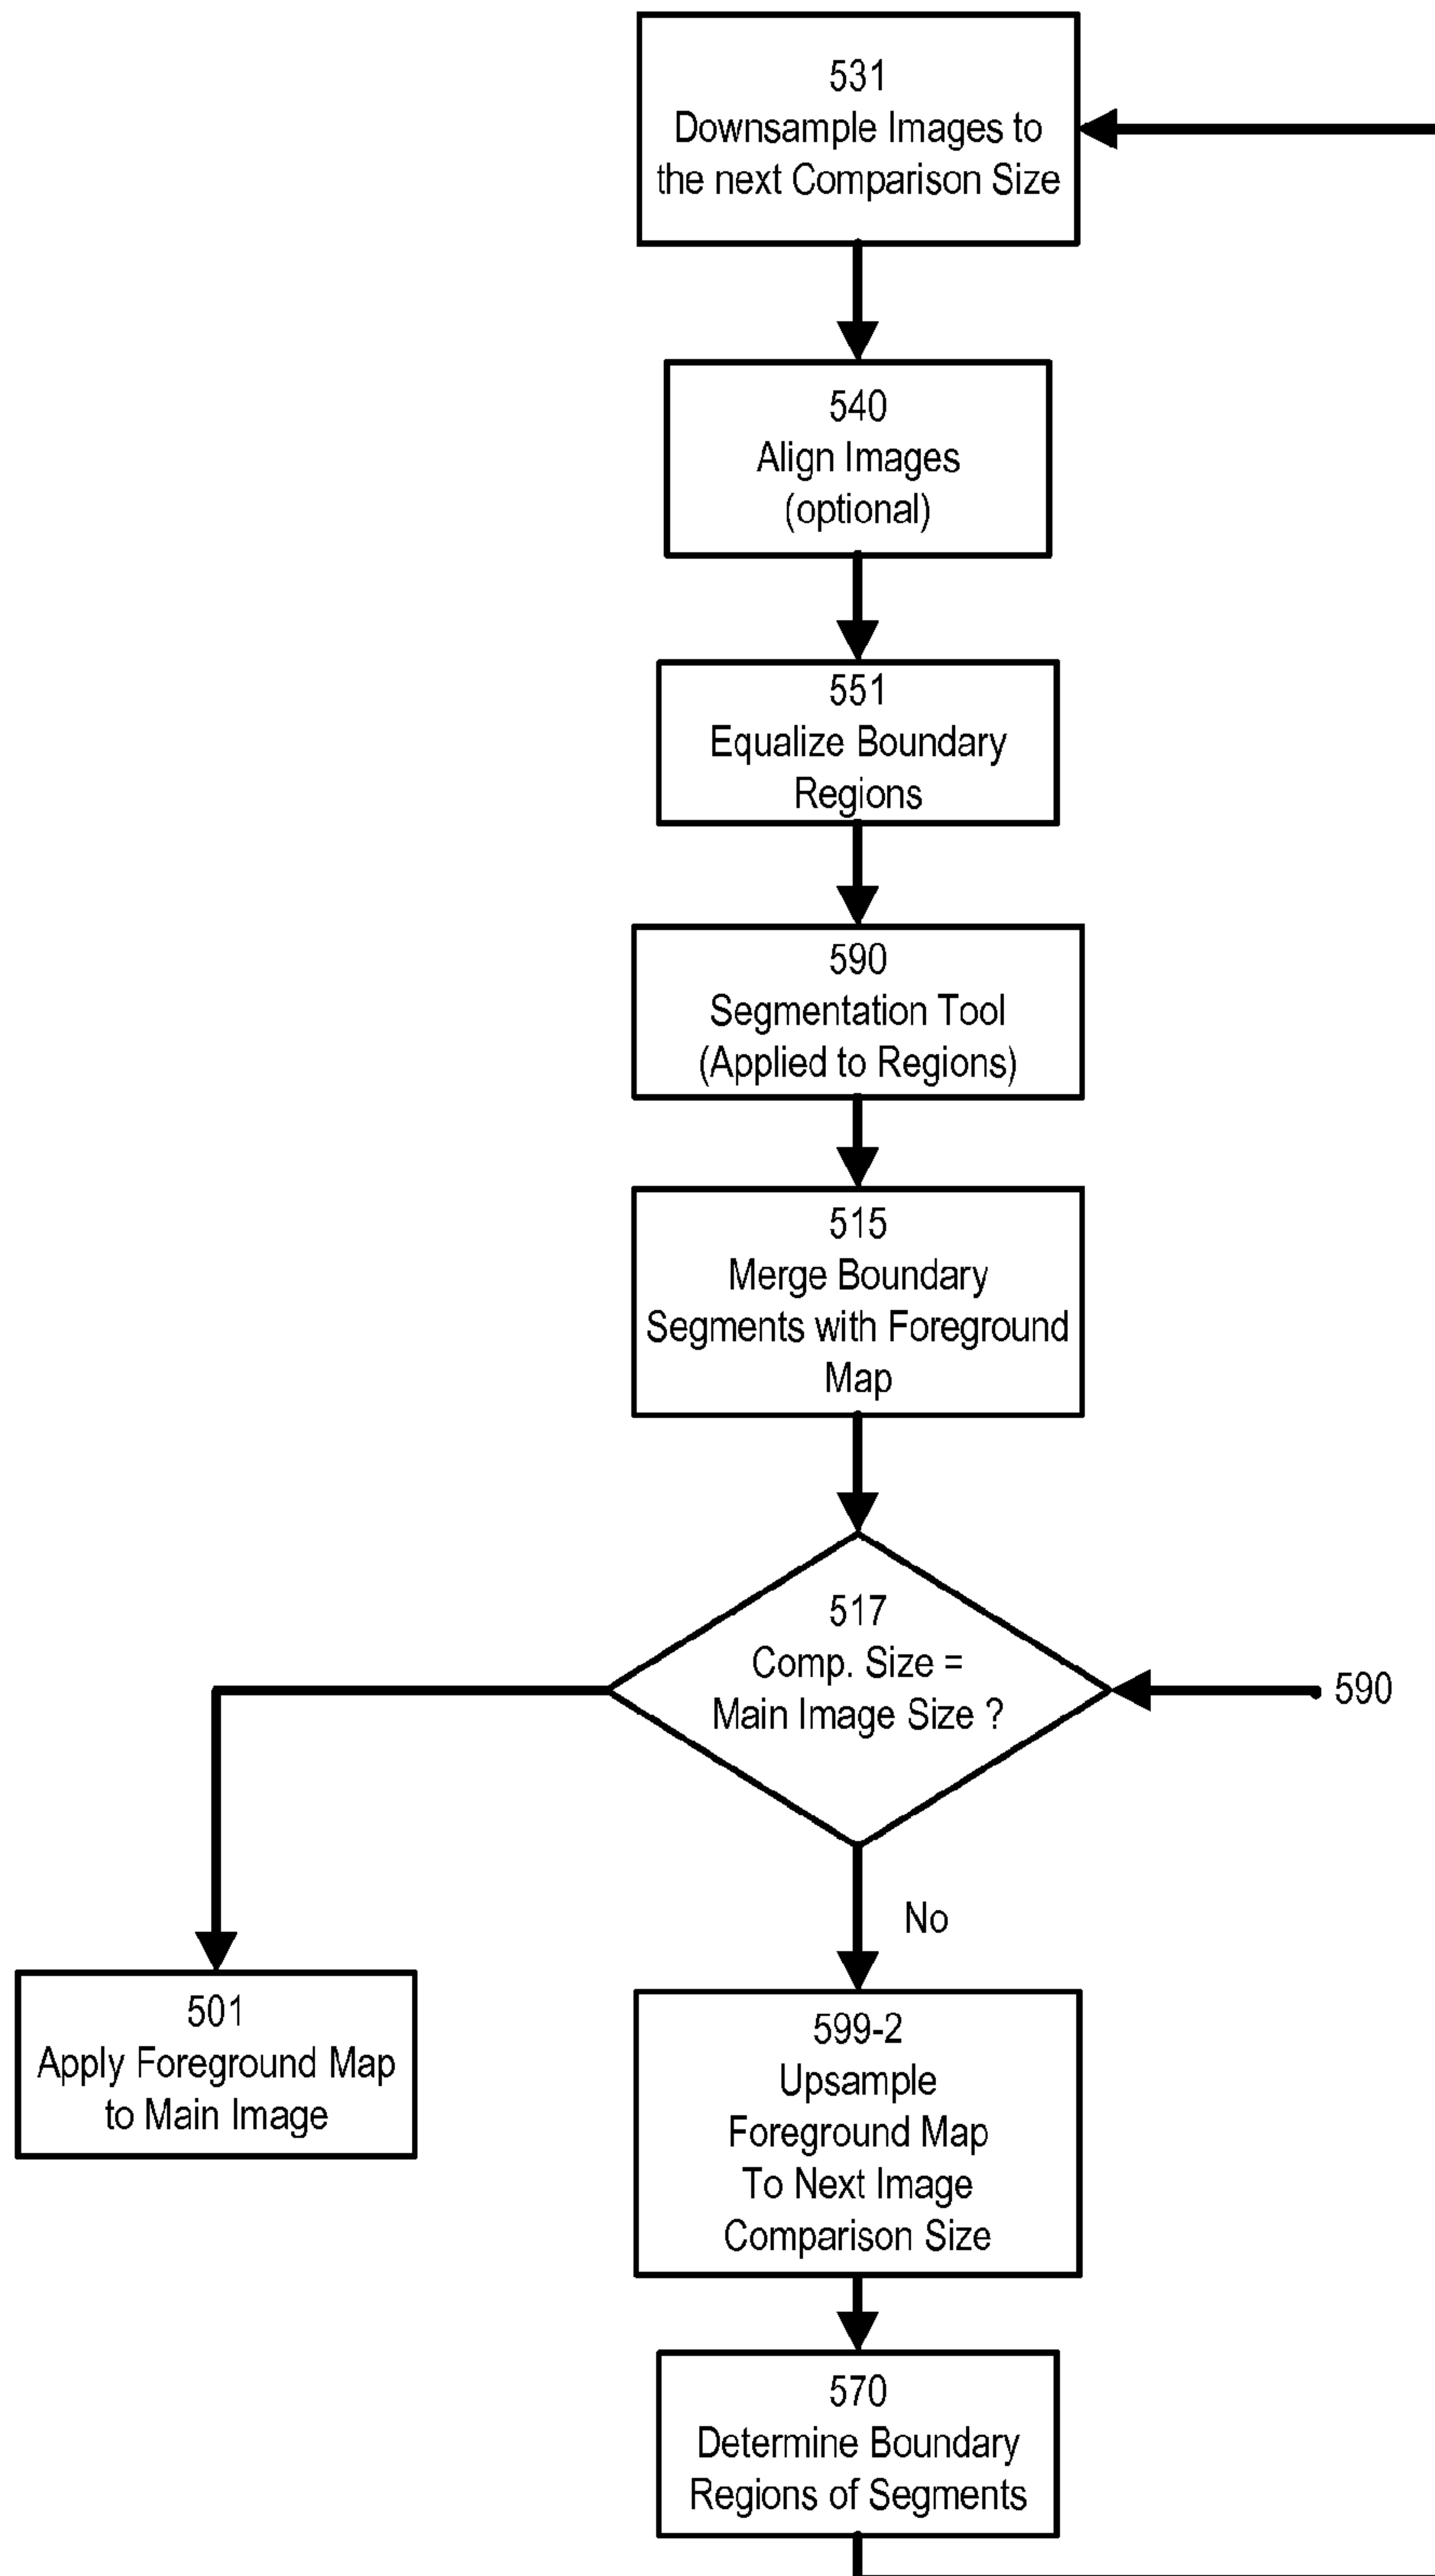 531
Downsample Images to
the next Comparison Size
540
Align Images
(optional)
551
Equalize Boundary
Regions
590
Segmentation Tool
(Applied to Regions)
515
Merge Boundary
Segments with Foreground
Map
517
Comp. Size =
Main Image Size ?
590
No
501
Apply Foreground Map
to Main Image
599-2
Upsample
Foreground Map
To Next Image
Comparison Size
570
Determine Boundary
Regions of Segments